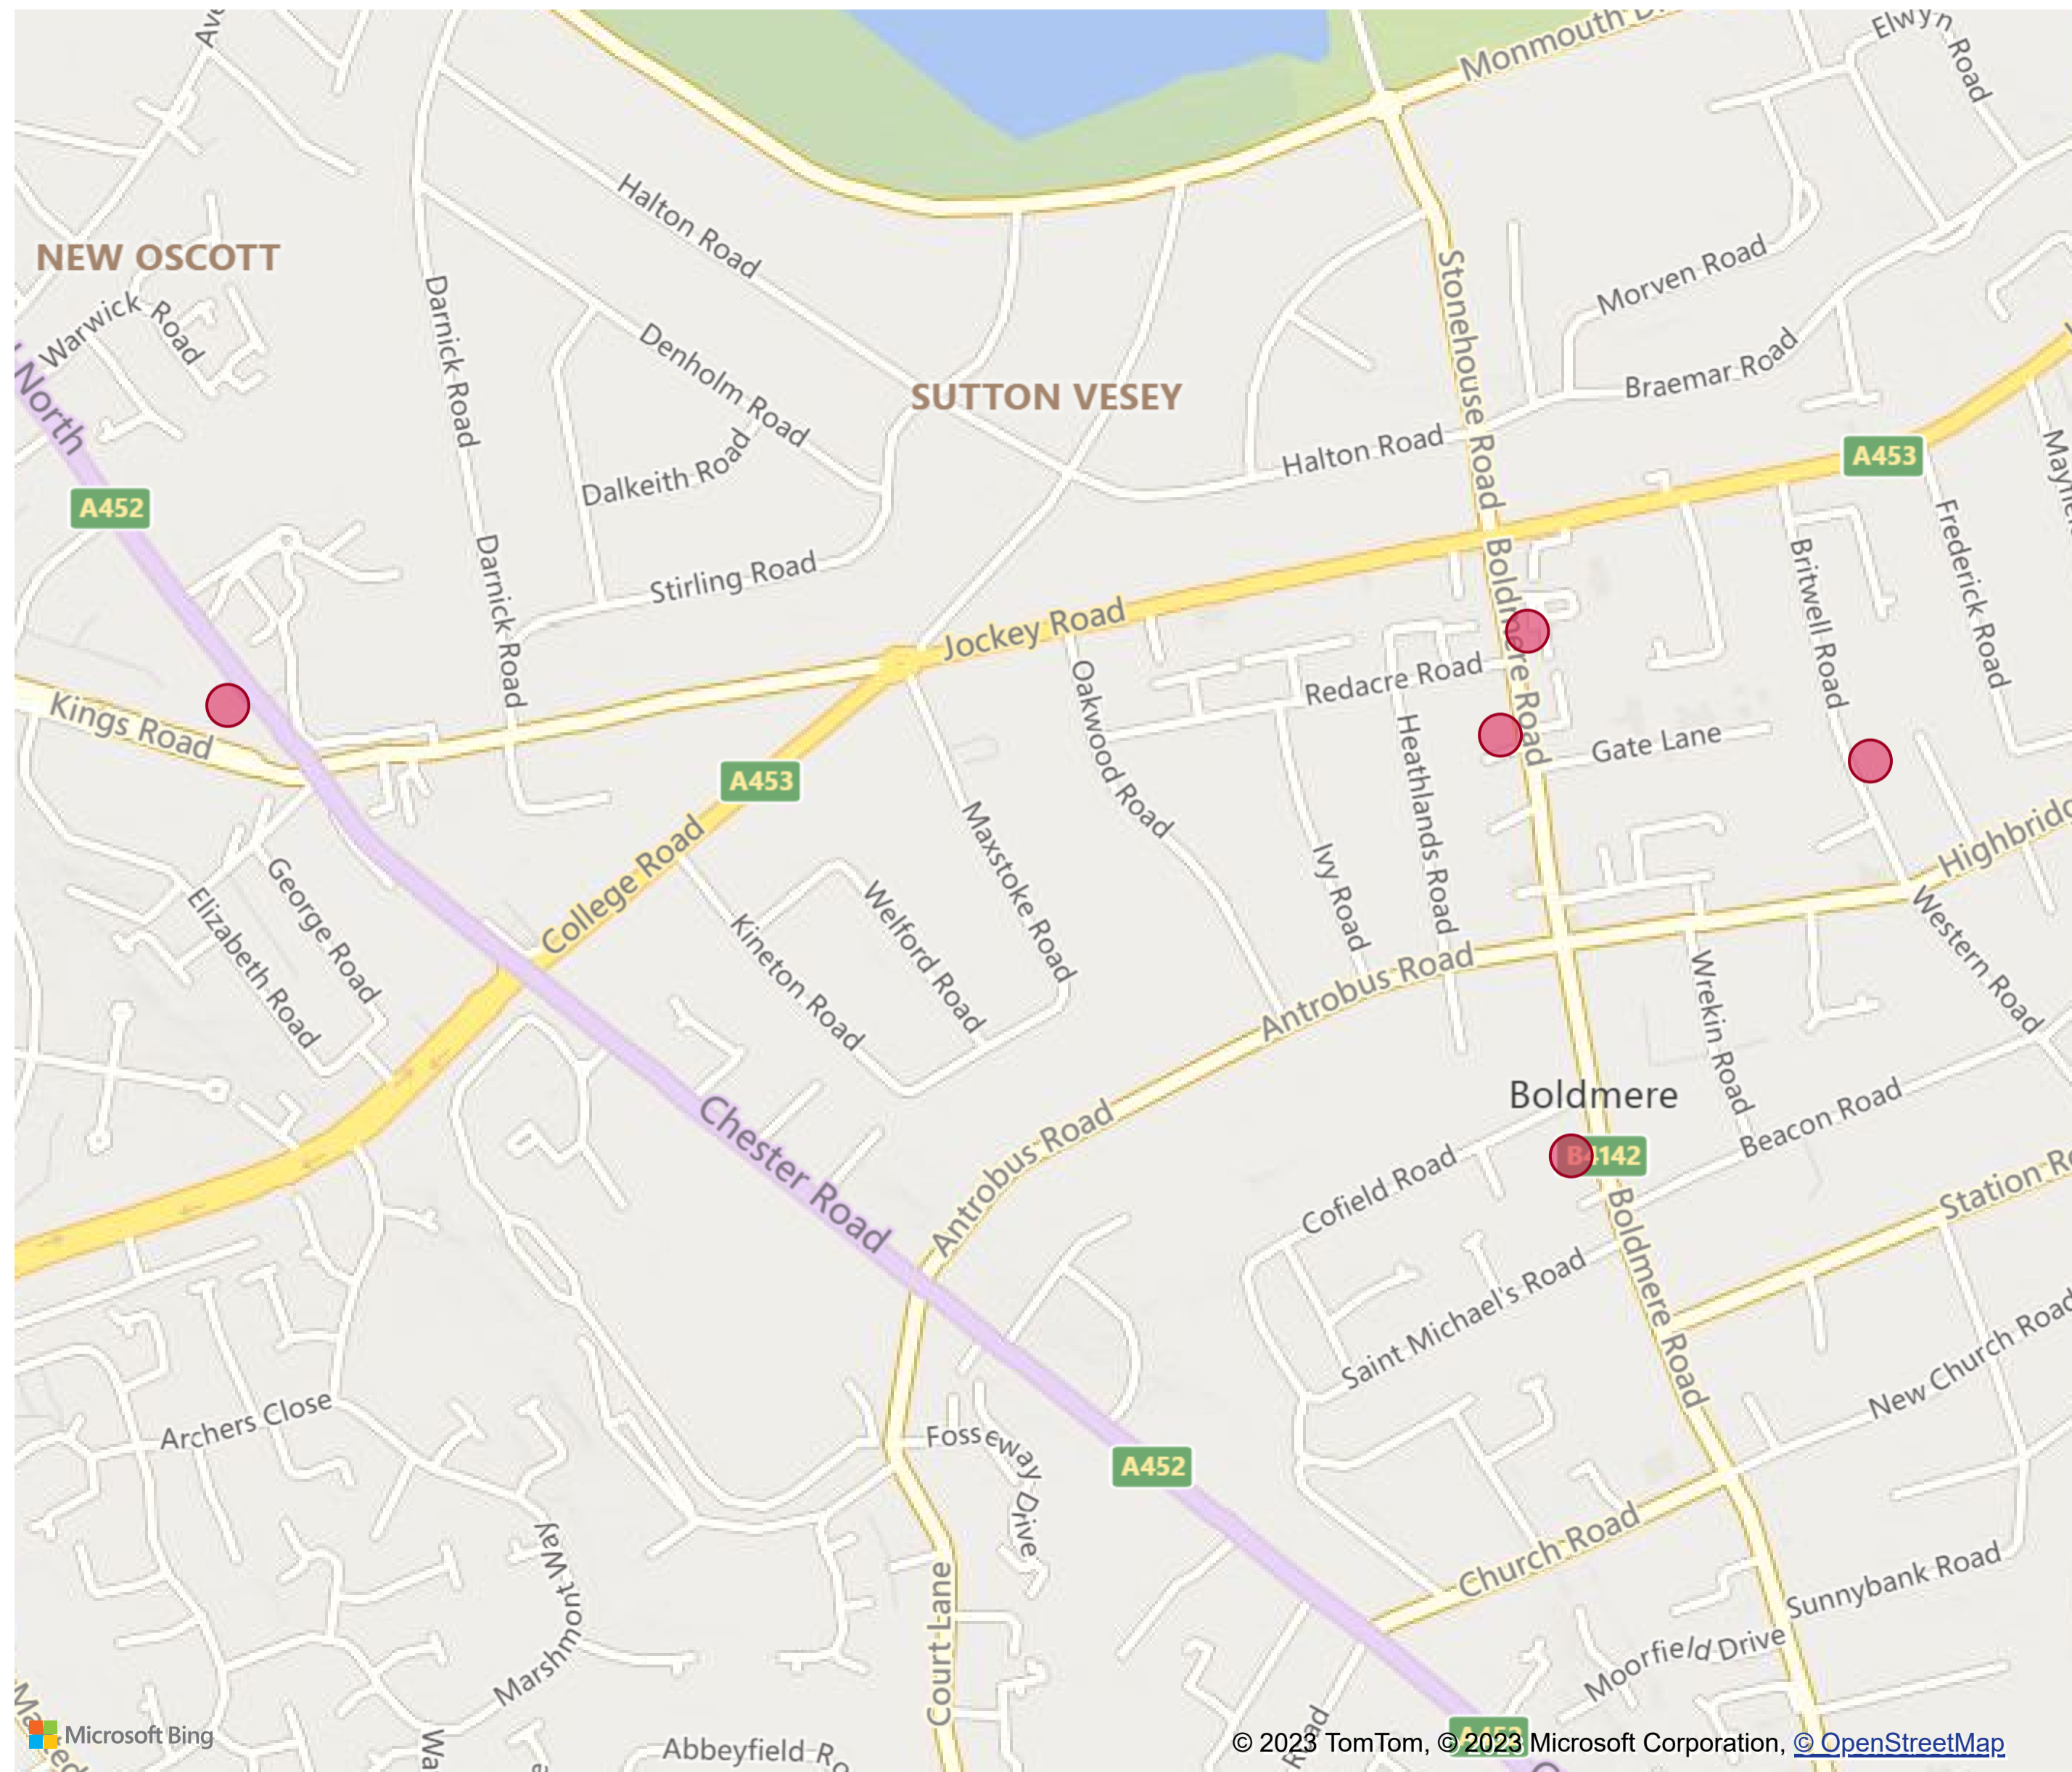 Ave
Elwyn Road
Monmouth D
Halton Road
NEW OSCOTT
Warwick Road
North
Darnick Road
Denholm Road
SUTTON VESEY
Stonehouse Road
Morven Road
Braemar Road
Halton Road
A453
Dalkeith Road
A452
Darnick Road
Stirling Road
Jockey Road
Boldmere Road
Britwell Road
Frederick Road
Kings Road
Oakwood Road
Redacre Road
Heathlands Road
Gate Lane
A453
Maxstoke Road
College Road
Ivy Road
George Road
Elizabeth Road
Kineton Road
Welford Road
Antrobus Road
Wrekin Road
Western Road
Boldmere
Chester Road
Antrobus Road
Cofield Road
B4142
Beacon Road
Station R
Boldmere Road
Saint Michael's Road
New Church Road
Archers Close
Fosseway Drive
A452
Church Road
Marshmont Way
Court Lane
Sunnybank Road
Moorfield Drive
Wa
Abbeyfield Ro
Road
A452
Microsoft Bing
© 2023 TomTom, © 2023 Microsoft Corporation, © OpenStreetMap